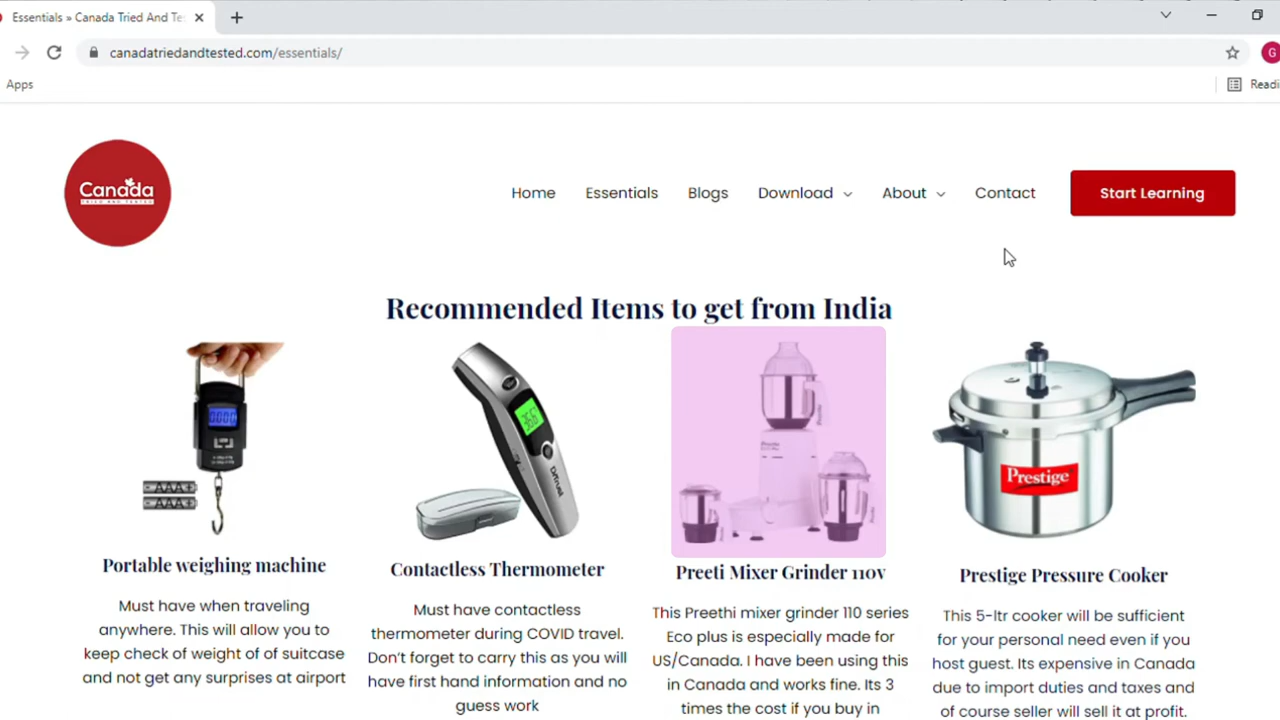 Essentials » Canada Tried And Te
canadatriedandtested.com/essentials/
G
Apps
Readi
Canada
TRIED AND TESTED
Home
Essentials
Blogs
Download
About
Contact
Start Learning
Recommended Items to get from India
AAA
AAA
DrTrust
Preethi
Prestige
Portable weighing machine
Must have when traveling
anywhere. This will allow you to
keep check of weight of of suitcase
and not get any surprises at airport
Contactless Thermometer
Must have contactless
thermometer during COVID travel.
Don't forget to carry this as you will
have first hand information and no
guess work
Preeti Mixer Grinder 110v
This Preethi mixer grinder 110 series
Eco plus is especially made for
US/Canada. I have been using this
in Canada and works fine. Its 3
times the cost if you buy in
Prestige Pressure Cooker
This 5-ltr cooker will be sufficient
for your personal need even if you
host guest. Its expensive in Canada
due to import duties and taxes and
of course seller will sell it at profit.